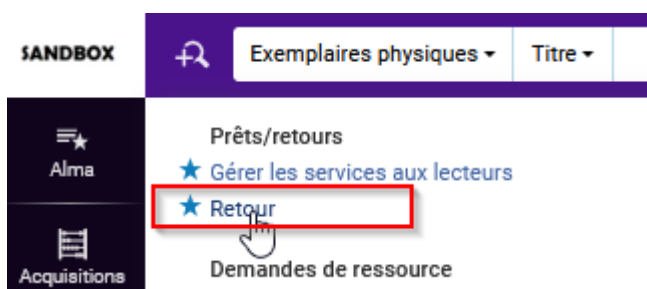 SANDBOX
Exemplaires physiques
Titre
Alma
Acquisitions
Prêts/retours
Gérer les services aux lecteurs
Retour
Demandes de ressource